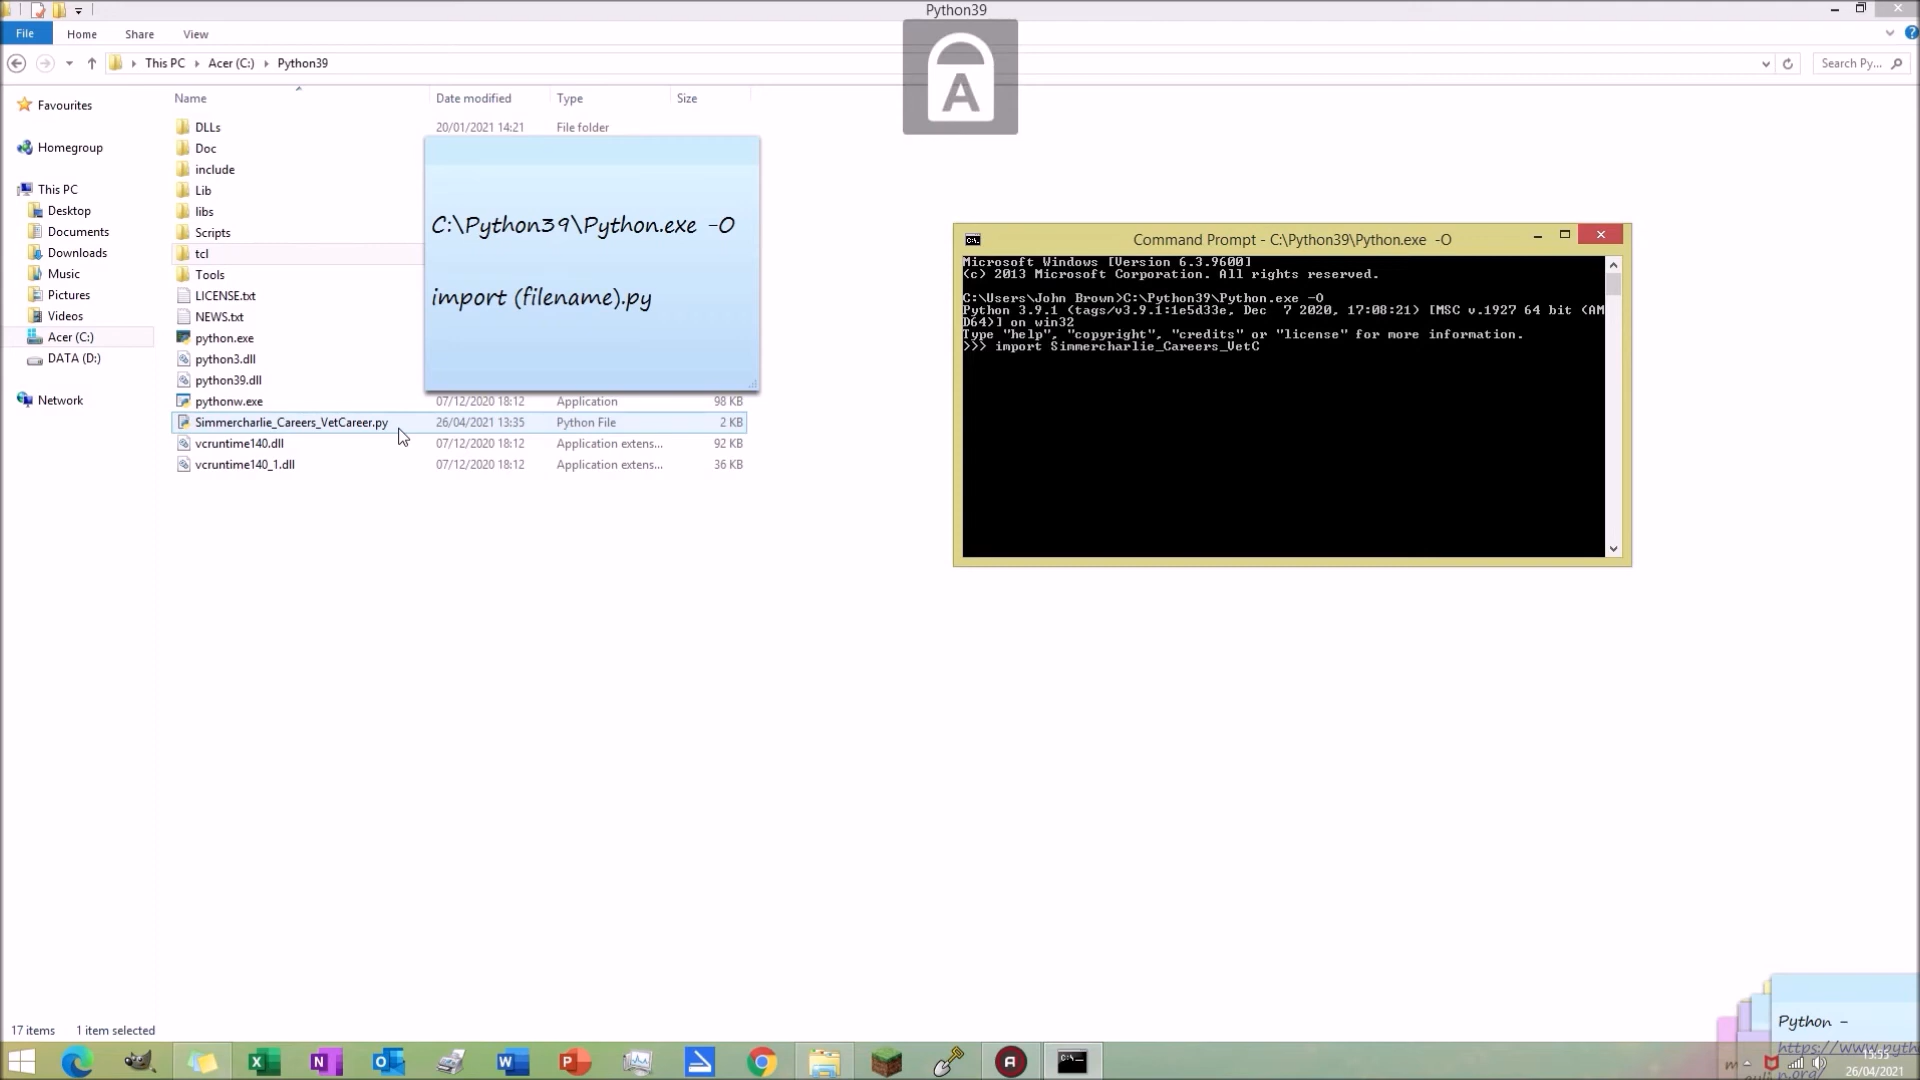 Python39
File Home Share View
This PC Acer (C:) Python39
Search Py...
Name Date modified Type Size
Favourites
Homegroup
This PC
Desktop
Documents
Downloads
Music
Pictures
Videos
Acer (C:)
DATA (D:)
Network
DLLs 20/01/2021 14:21 File folder
Doc
include
Lib
libs
Scripts
tcl
Tools
LICENSE.txt
NEWS.txt
python.exe
python3.dll
python39.dll
pythonw.exe 07/12/2020 18:12 Application 98 KB
Simmercharlie_Careers_VetCareer.py 26/04/2021 13:35 Python File 2 KB
vcruntime140.dll 07/12/2020 18:12 Application extens... 92 KB
vcruntime140_1.dll 07/12/2020 18:12 Application extens... 36 KB
C:\Python39\Python.exe -O
import (filename).py
A
Command Prompt - C:\Python39\Python.exe -O
Microsoft Windows [Version 6.3.9600]
(c) 2013 Microsoft Corporation. All rights reserved.
C:\Users\John Brown>C:\Python39\Python.exe -O
Python 3.9.1 (tags/v3.9.1:1e5d33e, Dec 7 2020, 17:08:21) [MSC v.1927 64 bit (AM
D64)] on win32
Type "help", "copyright", "credits" or "license" for more information.
>>> import Simmercharlie_Careers_VetC
17 items 1 item selected
Python -
https://www.pyth
15:55
26/04/2021